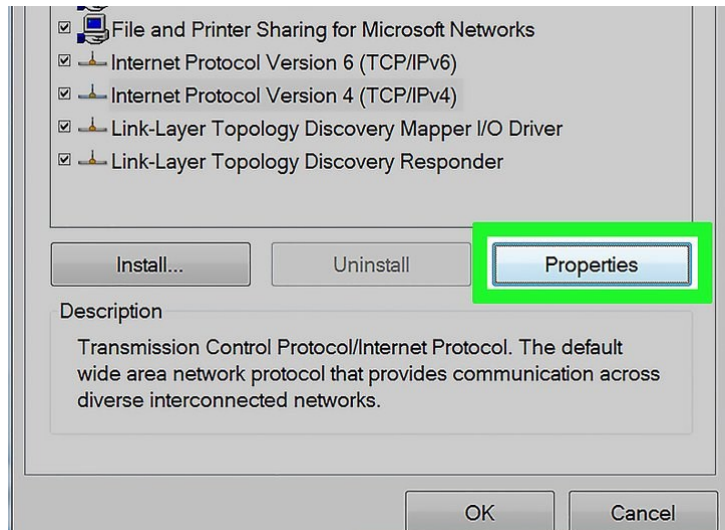 File and Printer Sharing for Microsoft Networks
Internet Protocol Version 6 (TCP/IPv6)
Internet Protocol Version 4 (TCP/IPv4)
Link-Layer Topology Discovery Mapper I/O Driver
Link-Layer Topology Discovery Responder
Install...
Uninstall
Properties
Description
Transmission Control Protocol/Internet Protocol. The default
wide area network protocol that provides communication across
diverse interconnected networks.
OK
Cancel